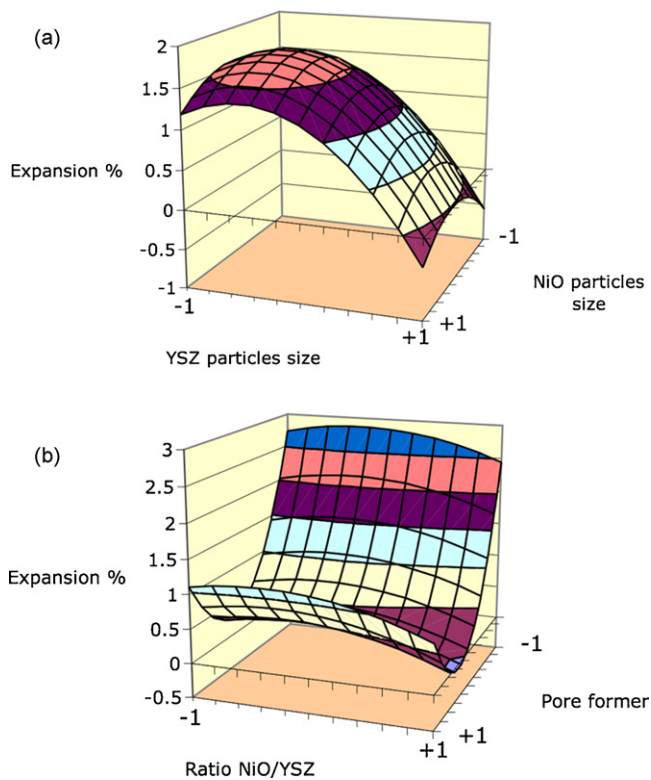 (a)
2
1.5
1
Expansion %
0.5
0
-0.5
-1
-1
-1
NiO particles
size
+1
+1
YSZ particles size
(b)
3
2.5
2
1.5
Expansion %
1
0.5
0
-0.5
-1
-1
Pore former
+1
+1
Ratio NiO/YSZ